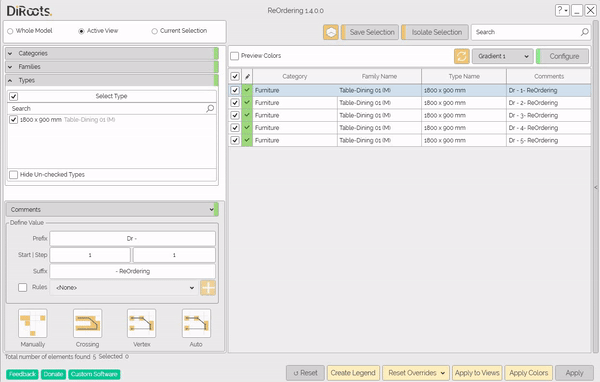 DiRoots.
ReOrdering 1.4.0.0
? - _ X
Whole Model Active View Current Selection
Save Selection Isolate Selection Search
Categories
Families
Types
Select Type
Search
1800 x 900 mm Table-Dining 01 (M)
Hide Un-checked Types
Preview Colors Gradient 1 Configure
Category Family Name Type Name Comments
Furniture Table-Dining 01 (M) 1800 x 900 mm Dr - 1- ReOrdering
Furniture Table-Dining 01 (M) 1800 x 900 mm Dr - 2- ReOrdering
Furniture Table-Dining 01 (M) 1800 x 900 mm Dr - 3- ReOrdering
Furniture Table-Dining 01 (M) 1800 x 900 mm Dr - 4- ReOrdering
Furniture Table-Dining 01 (M) 1800 x 900 mm Dr - 5- ReOrdering
Comments
Define Value
Prefix Dr -
Start | Step 1 1
Suffix - ReOrdering
Rules <None>
Manually Crossing Vertex Auto
Total number of elements found 5 Selected: 0
Feedback Donate Custom Software
Reset Create Legend Reset Overrides Apply to Views Apply Colors Apply